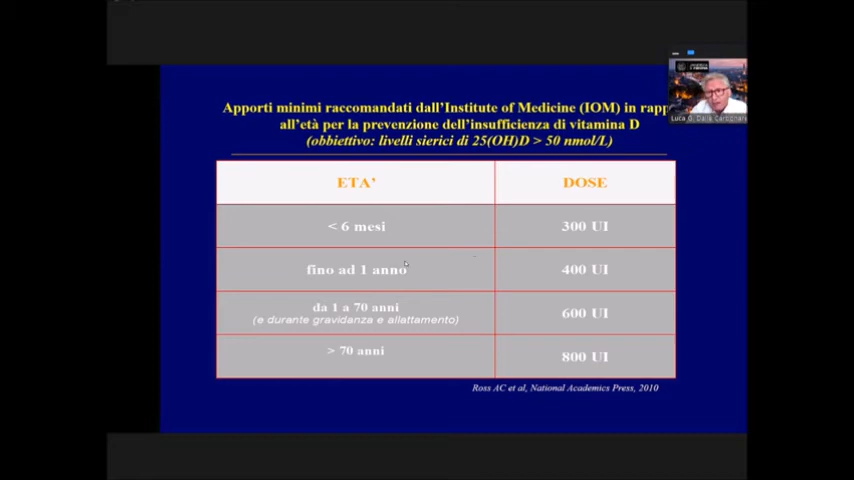 Apporti minimi raccomandati dall'Institute of Medicine (IOM) in rapp
all'età per la prevenzione dell'insufficienza di vitamina D
(obbiettivo: livelli sierici di 25(OH)D > 50 nmol/L)
ETA' DOSE
< 6 mesi 300 UI
fino ad 1 anno 400 UI
da 1 a 70 anni 600 UI
(e durante gravidanza e allattamento)
> 70 anni 800 UI
Ross AC et al, National Academics Press, 2010
Luca